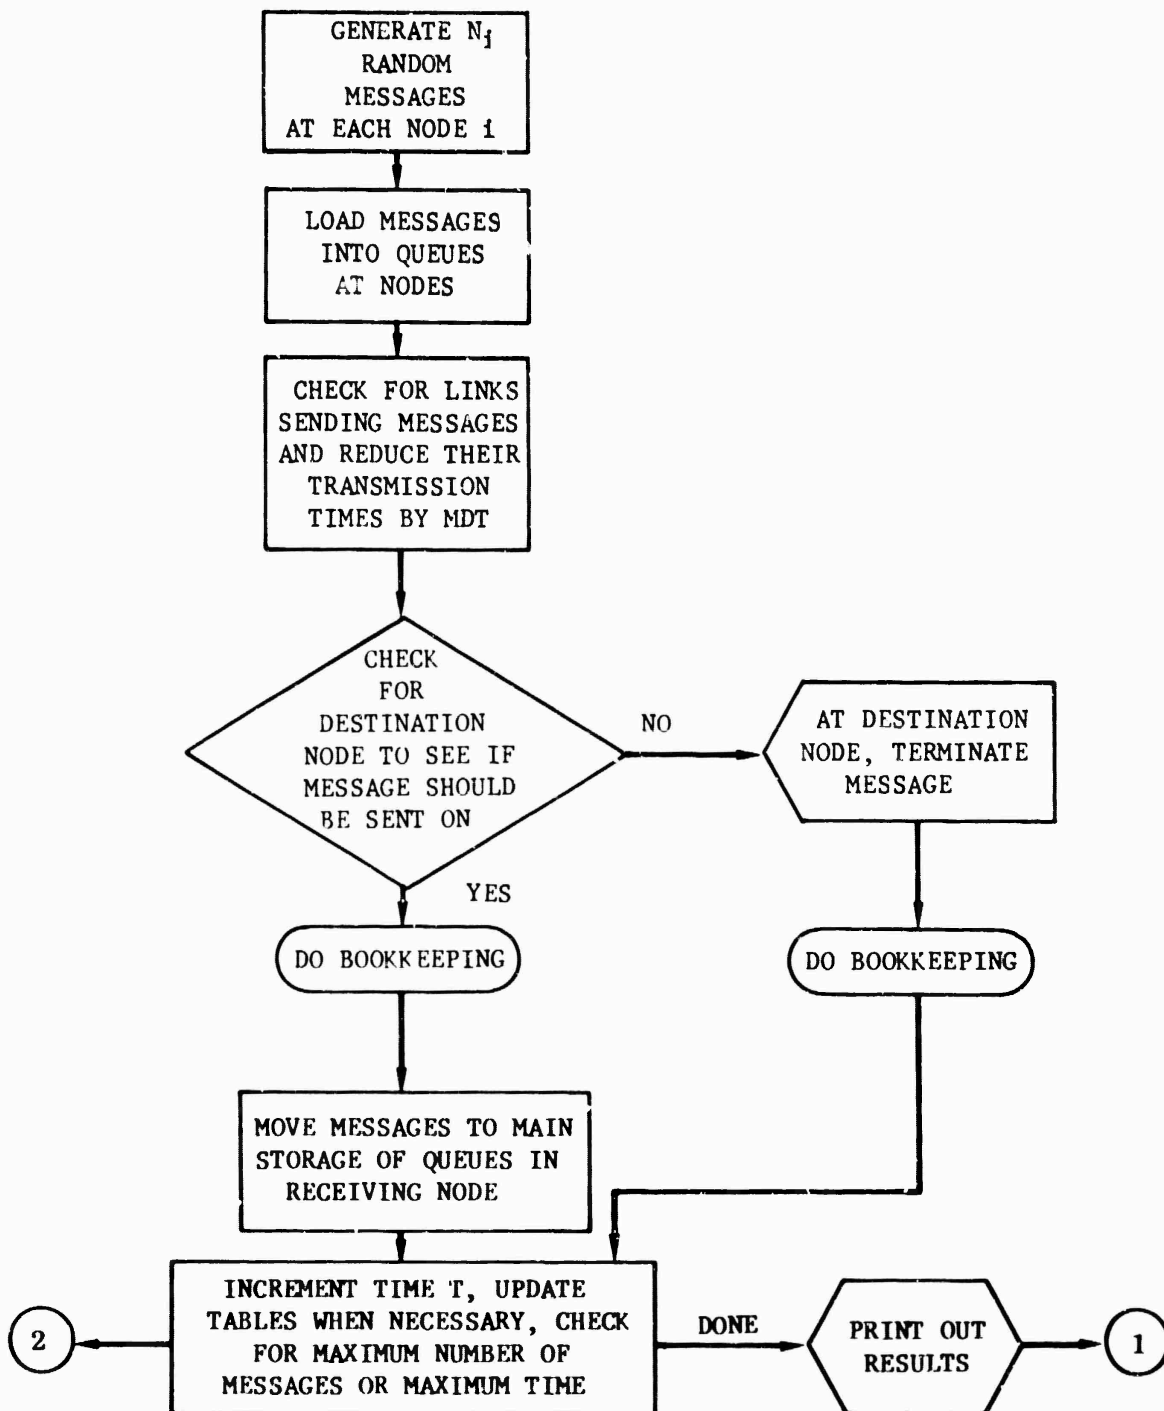 GENERATE Nj
RANDOM
MESSAGES
AT EACH NODE i
LOAD MESSAGES
INTO QUEUES
AT NODES
CHECK FOR LINKS
SENDING MESSAGES
AND REDUCE THEIR
TRANSMISSION
TIMES BY MDT
CHECK
FOR
DESTINATION
NODE TO SEE IF
MESSAGE SHOULD
BE SENT ON
NO
AT DESTINATION
NODE, TERMINATE
MESSAGE
YES
DO BOOKKEEPING
DO BOOKKEEPING
MOVE MESSAGES TO MAIN
STORAGE OF QUEUES IN
RECEIVING NODE
INCREMENT TIME T, UPDATE
TABLES WHEN NECESSARY, CHECK
FOR MAXIMUM NUMBER OF
MESSAGES OR MAXIMUM TIME
2
DONE
PRINT OUT
RESULTS
1